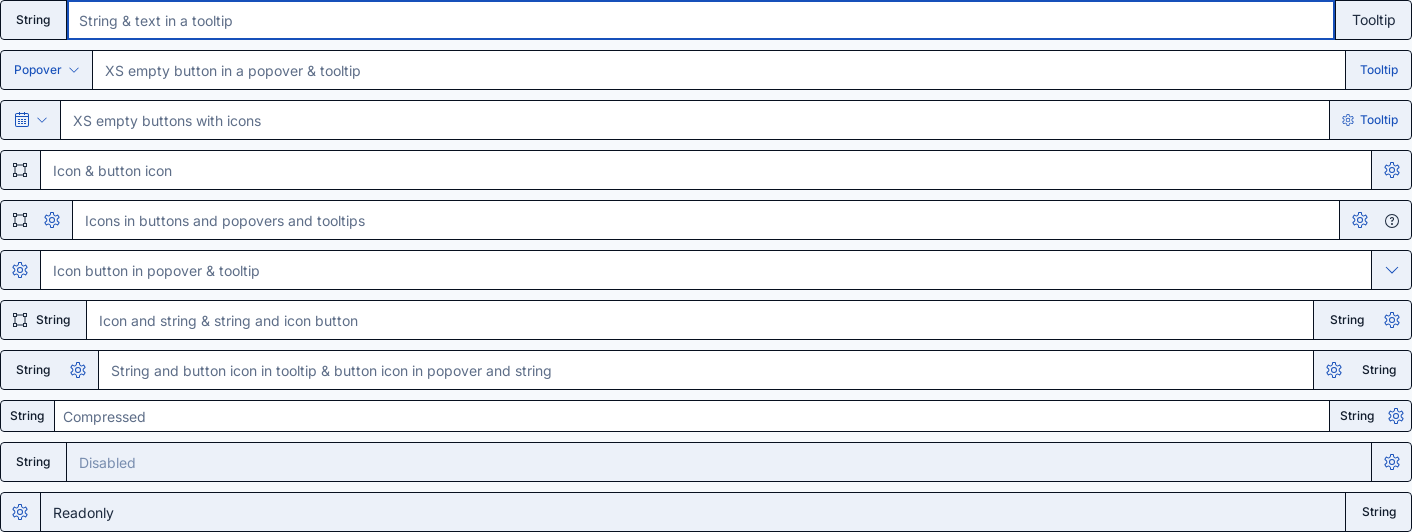 String String & text in a tooltip Tooltip
Popover XS empty button in a popover & tooltip Tooltip
XS empty buttons with icons Tooltip
Icon & button icon
Icons in buttons and popovers and tooltips
Icon button in popover & tooltip
String Icon and string & string and icon button String
String String and button icon in tooltip & button icon in popover and string String
String Compressed String
String Disabled
Readonly String